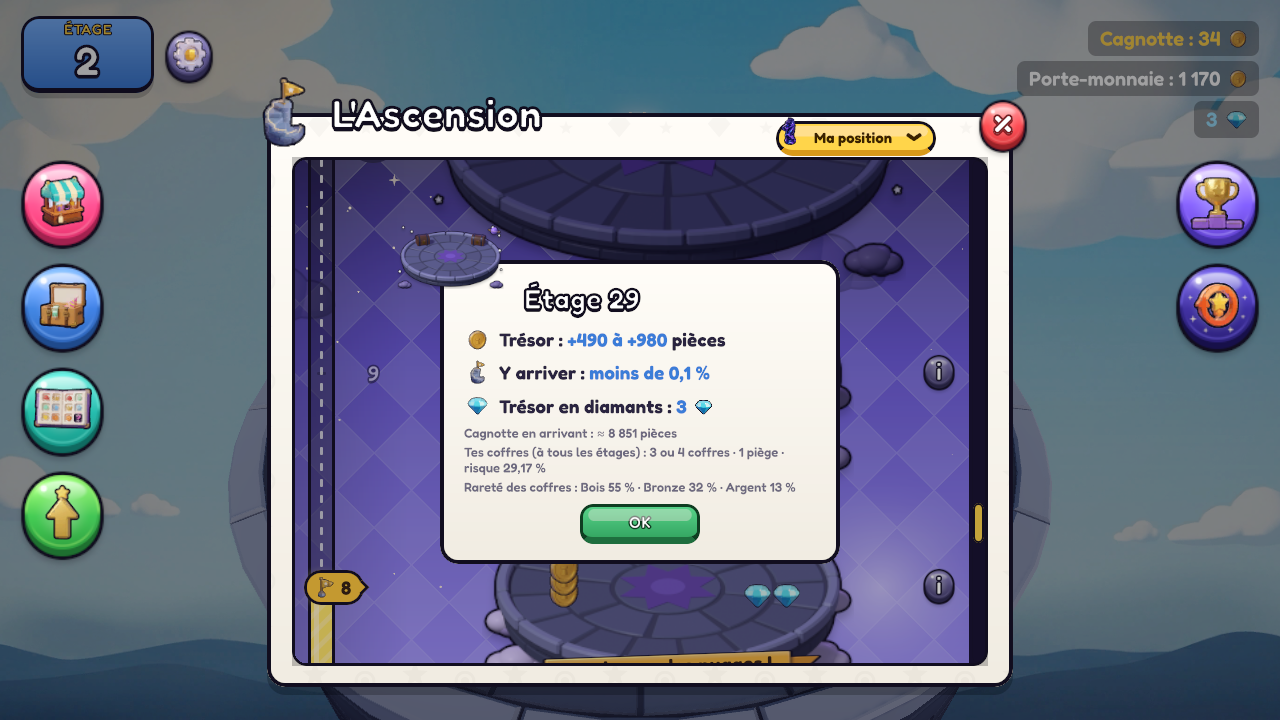 ÉTAGE
2
Cagnotte : 34
Porte-monnaie : 1 170
3
L'Ascension
Ma position
Étage 29
Trésor : +490 à +980 pièces
Y arriver : moins de 0,1 %
9
Trésor en diamants : 3
Cagnotte en arrivant : ≈ 8 851 pièces
Tes coffres (à tous les étages) : 3 ou 4 coffres · 1 piège ·
risque 29,17 %
Rareté des coffres : Bois 55 % · Bronze 32 % · Argent 13 %
OK
8